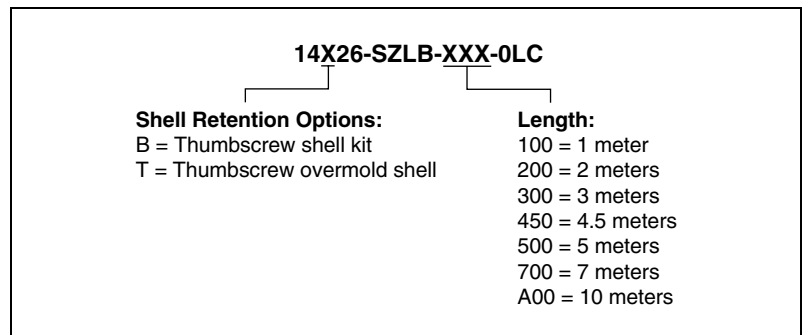 14X26-SZLB-XXX-0LC
Shell Retention Options:
B = Thumbscrew shell kit
T = Thumbscrew overmold shell
Length:
100 = 1 meter
200 = 2 meters
300 = 3 meters
450 = 4.5 meters
500 = 5 meters
700 = 7 meters
A00 = 10 meters